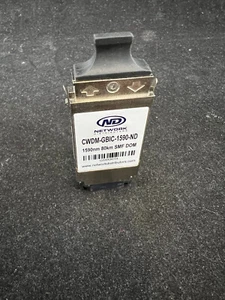 ND
NETWORK
CWDM-GBIC-1590-ND
1590nm 80km SMF DOM